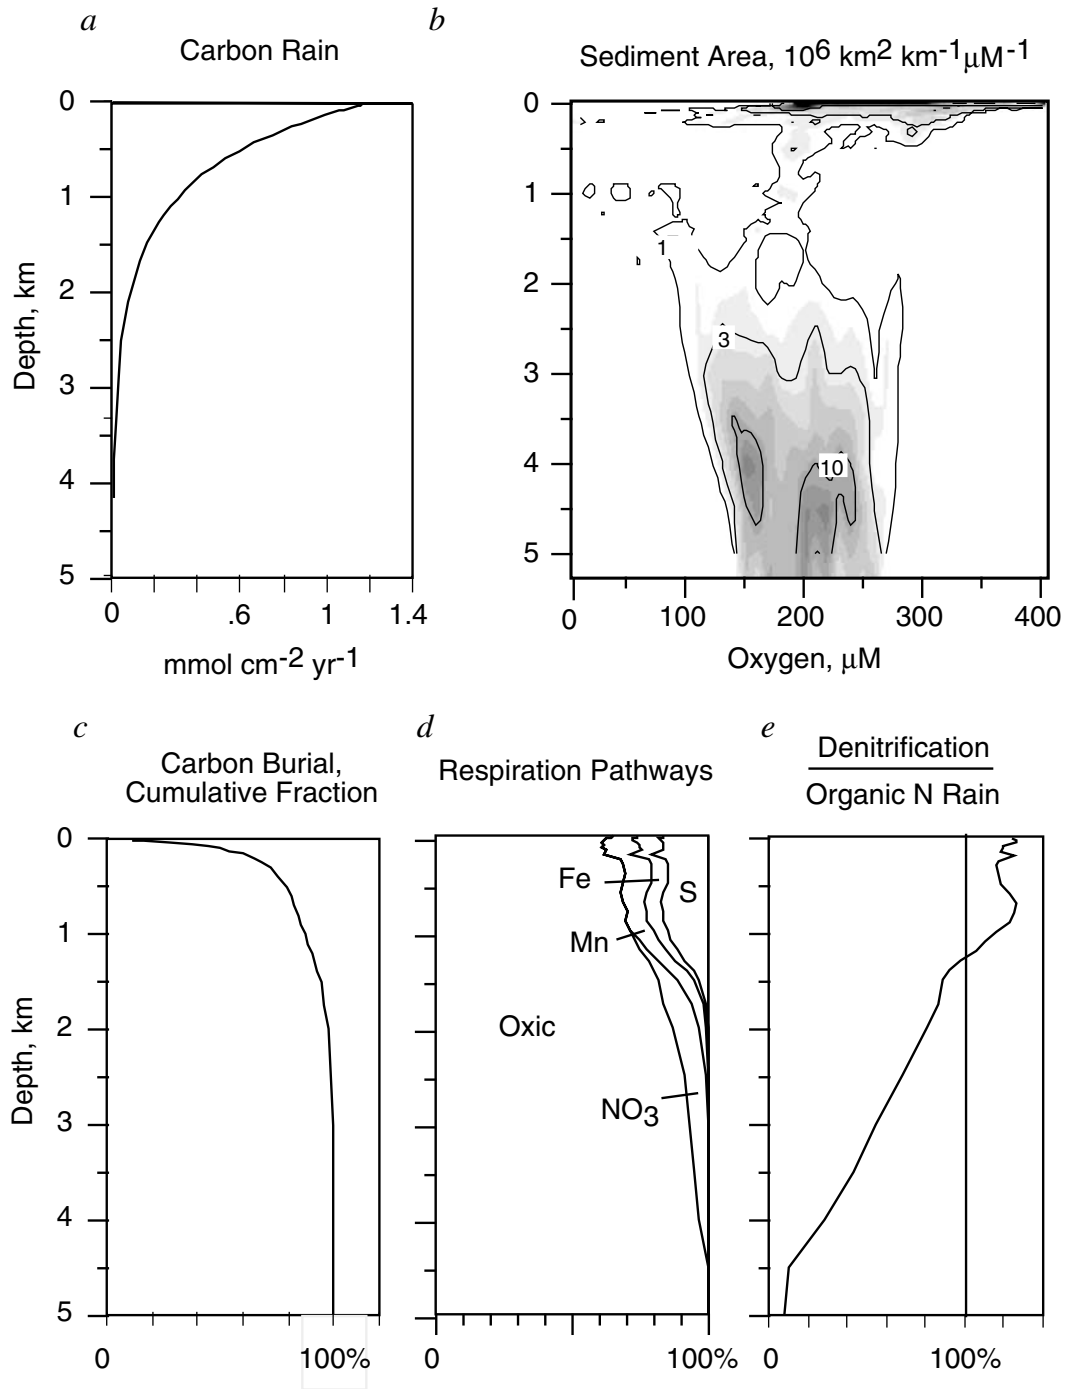 a
Carbon Rain
0
1
2
3
4
5
Depth, km
0
.6
1
1.4
mmol cm-2 yr-1
b
Sediment Area, 10⁶ km² km⁻¹µM⁻¹
0
1
2
3
4
5
1
3
10
0
100
200
300
400
Oxygen, µM
c
Carbon Burial,
Cumulative Fraction
0
1
2
3
4
5
Depth, km
0
100%
d
Respiration Pathways
Fe
S
Mn
Oxic
NO₃
0
100%
e
Denitrification
Organic N Rain
0
100%